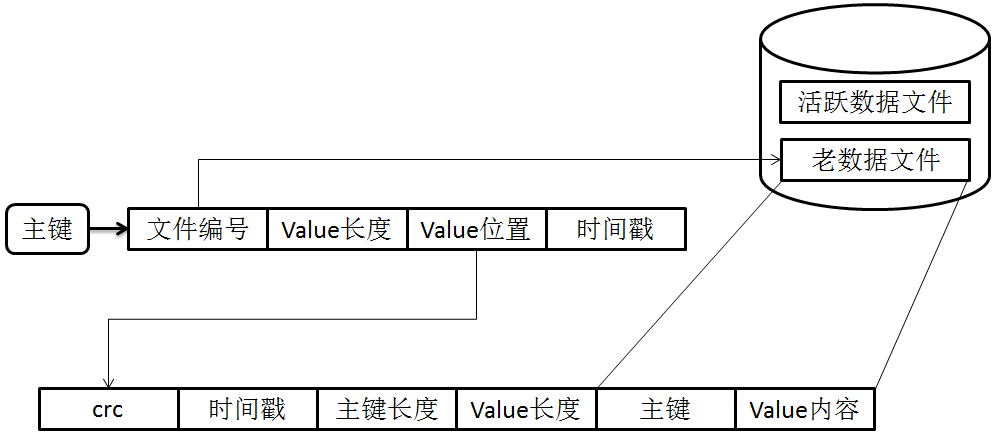 活跃数据文件
老数据文件
主键
文件编号
Value长度
Value位置
时间戳
crc
时间戳
主键长度
Value长度
主键
Value内容